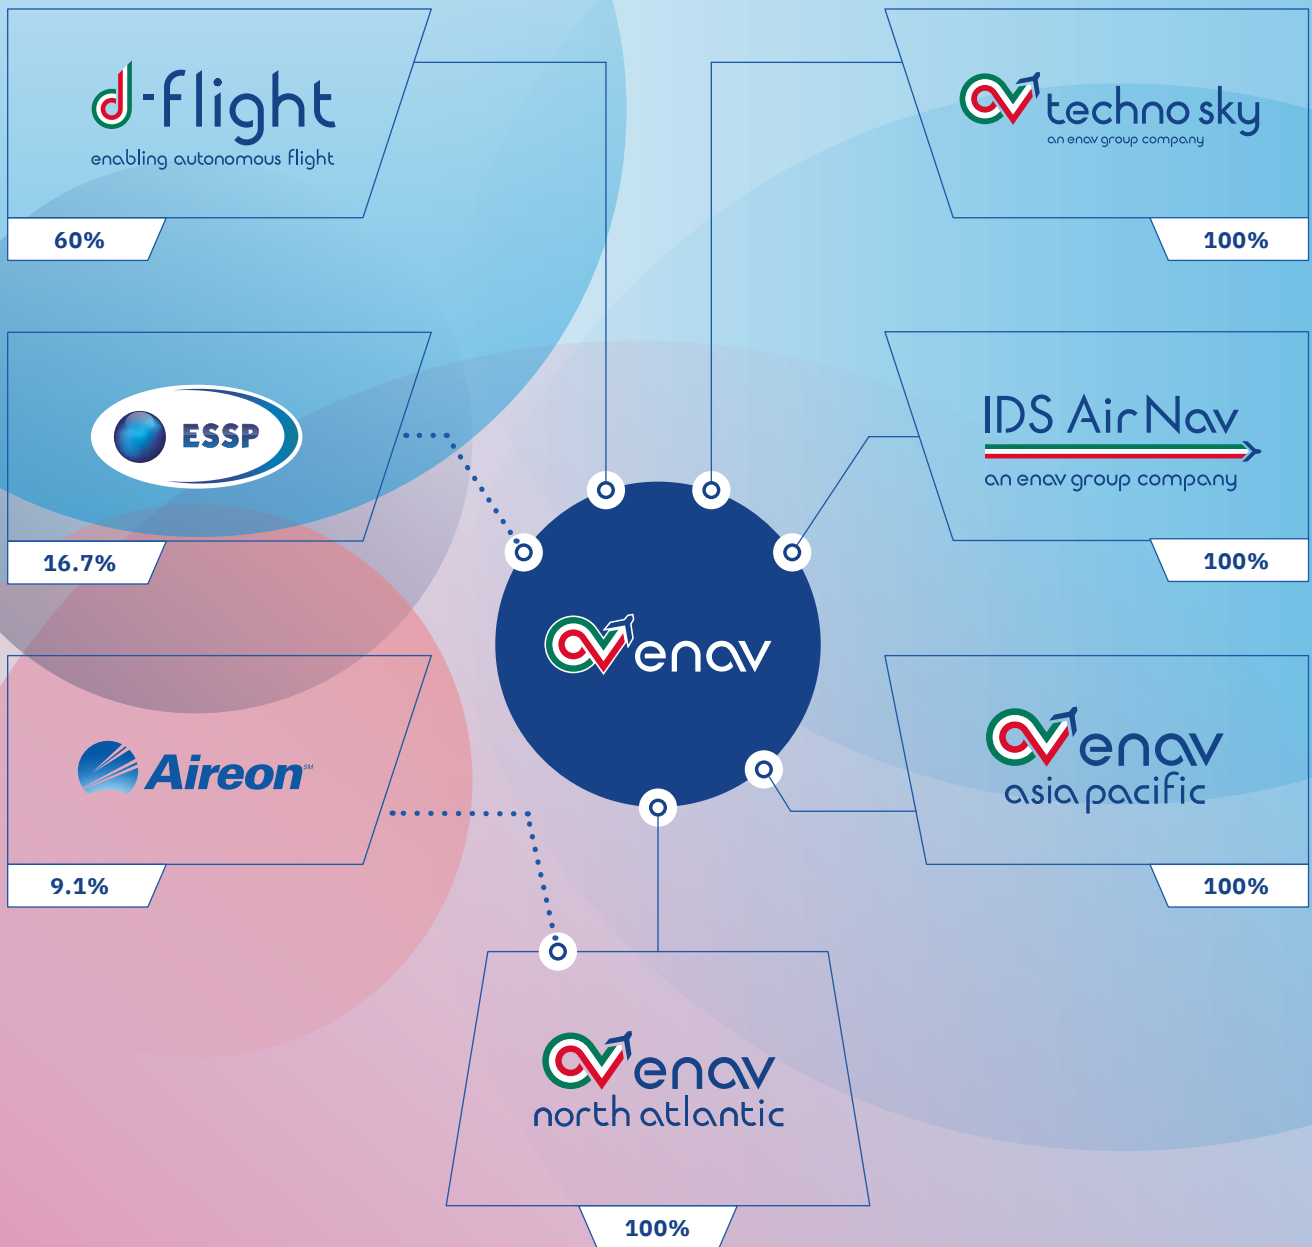 d-flight
enabling autonomous flight
60%
techno sky
an enav group company
100%
ESSP
16.7%
IDS AirNav
an enav group company
100%
enav
Aireon SM
9.1%
enav
asia pacific
100%
enav
north atlantic
100%